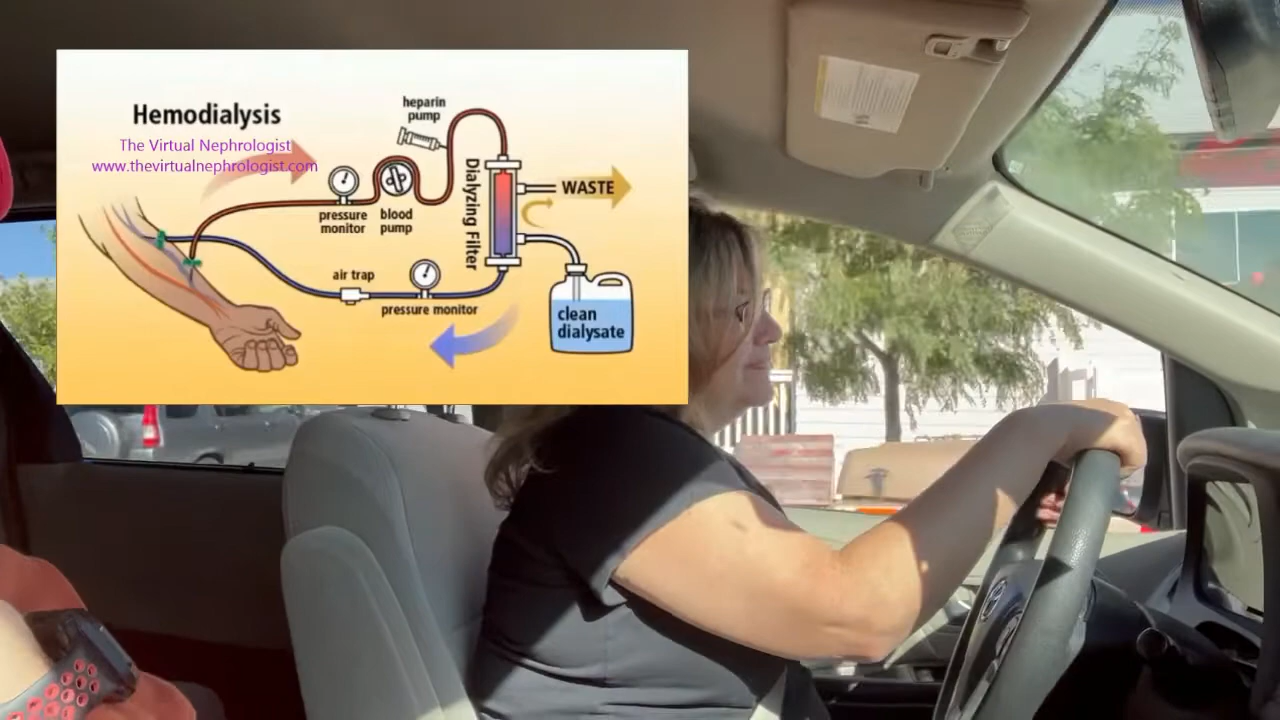 Hemodialysis
The Virtual Nephrologist
www.thevirtualnephrologist.com
heparin
pump
pressure
monitor
blood
pump
Dialyzing Filter
WASTE
air trap
pressure monitor
clean
dialysate